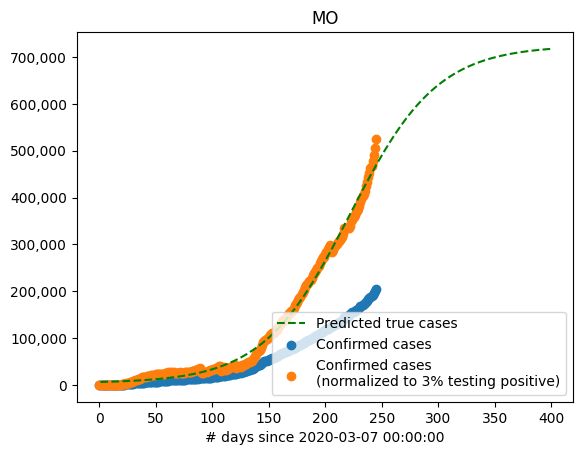 MO
700,000
600,000
500,000
400,000
300,000
200,000
100,000
0
Predicted true cases
Confirmed cases
Confirmed cases
(normalized to 3% testing positive)
0 50 100 150 200 250 300 350 400
# days since 2020-03-07 00:00:00